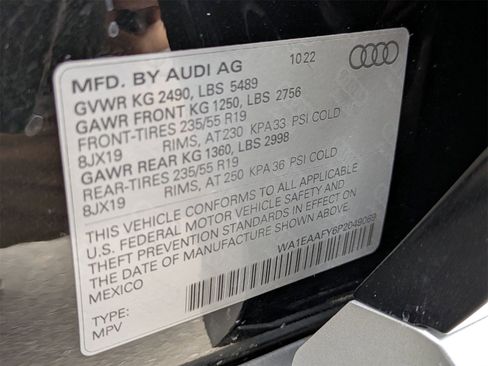 MFD. BY AUDI AG 10 22
GVWR KG 2490, LBS 5489
GAWR FRONT KG 1250, LBS 2756
FRONT-TIRES 235/55 R19
8JX19 RIMS, AT 230 KPA 33 PSI COLD
GAWR REAR KG 1360, LBS 2998
REAR-TIRES 235/55 R19
8JX19 RIMS, AT 250 KPA 36 PSI COLD
THIS VEHICLE CONFORMS TO ALL APPLICABLE
U.S. FEDERAL MOTOR VEHICLE SAFETY AND
THEFT PREVENTION STANDARDS IN EFFECT ON
THE DATE OF MANUFACTURE SHOWN ABOVE.
MEXICO WA1EAAFY6P2049069
TYPE:
MPV